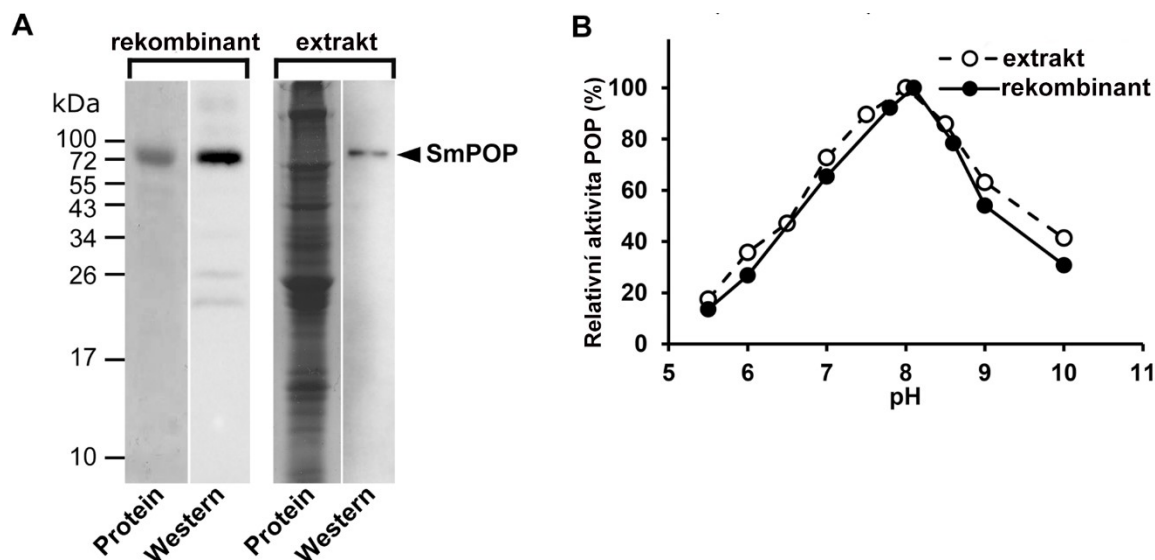 A
rekombinant extrakt
kDa
100
72
55
43
34
26
17
10
SmPOP
Protein Western Protein Western
B
extrakt
rekombinant
Relativní aktivita POP (%)
100
80
60
40
20
0
5 6 7 8 9 10 11
pH